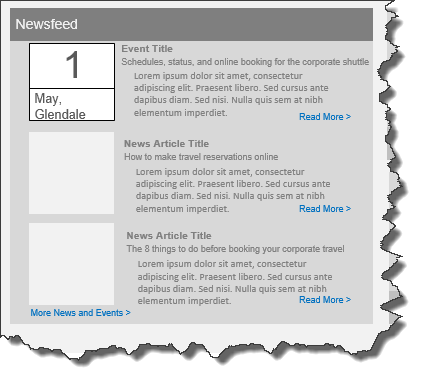 Newsfeed
1
May,
Glendale
Event Title
Schedules, status, and online booking for the corporate shuttle
Lorem ipsum dolor sit amet, consectetur
adipiscing elit. Praesent libero. Sed cursus ante
dapibus diam. Sed nisi. Nulla quis sem at nibh
elementum imperdiet.
Read More >
News Article Title
How to make travel reservations online
Lorem ipsum dolor sit amet, consectetur
adipiscing elit. Praesent libero. Sed cursus ante
dapibus diam. Sed nisi. Nulla quis sem at nibh
elementum imperdiet.
Read More >
News Article Title
The 8 things to do before booking your corporate travel
Lorem ipsum dolor sit amet, consectetur
adipiscing elit. Praesent libero. Sed cursus ante
dapibus diam. Sed nisi. Nulla quis sem at nibh
elementum imperdiet.
Read More >
More News and Events >